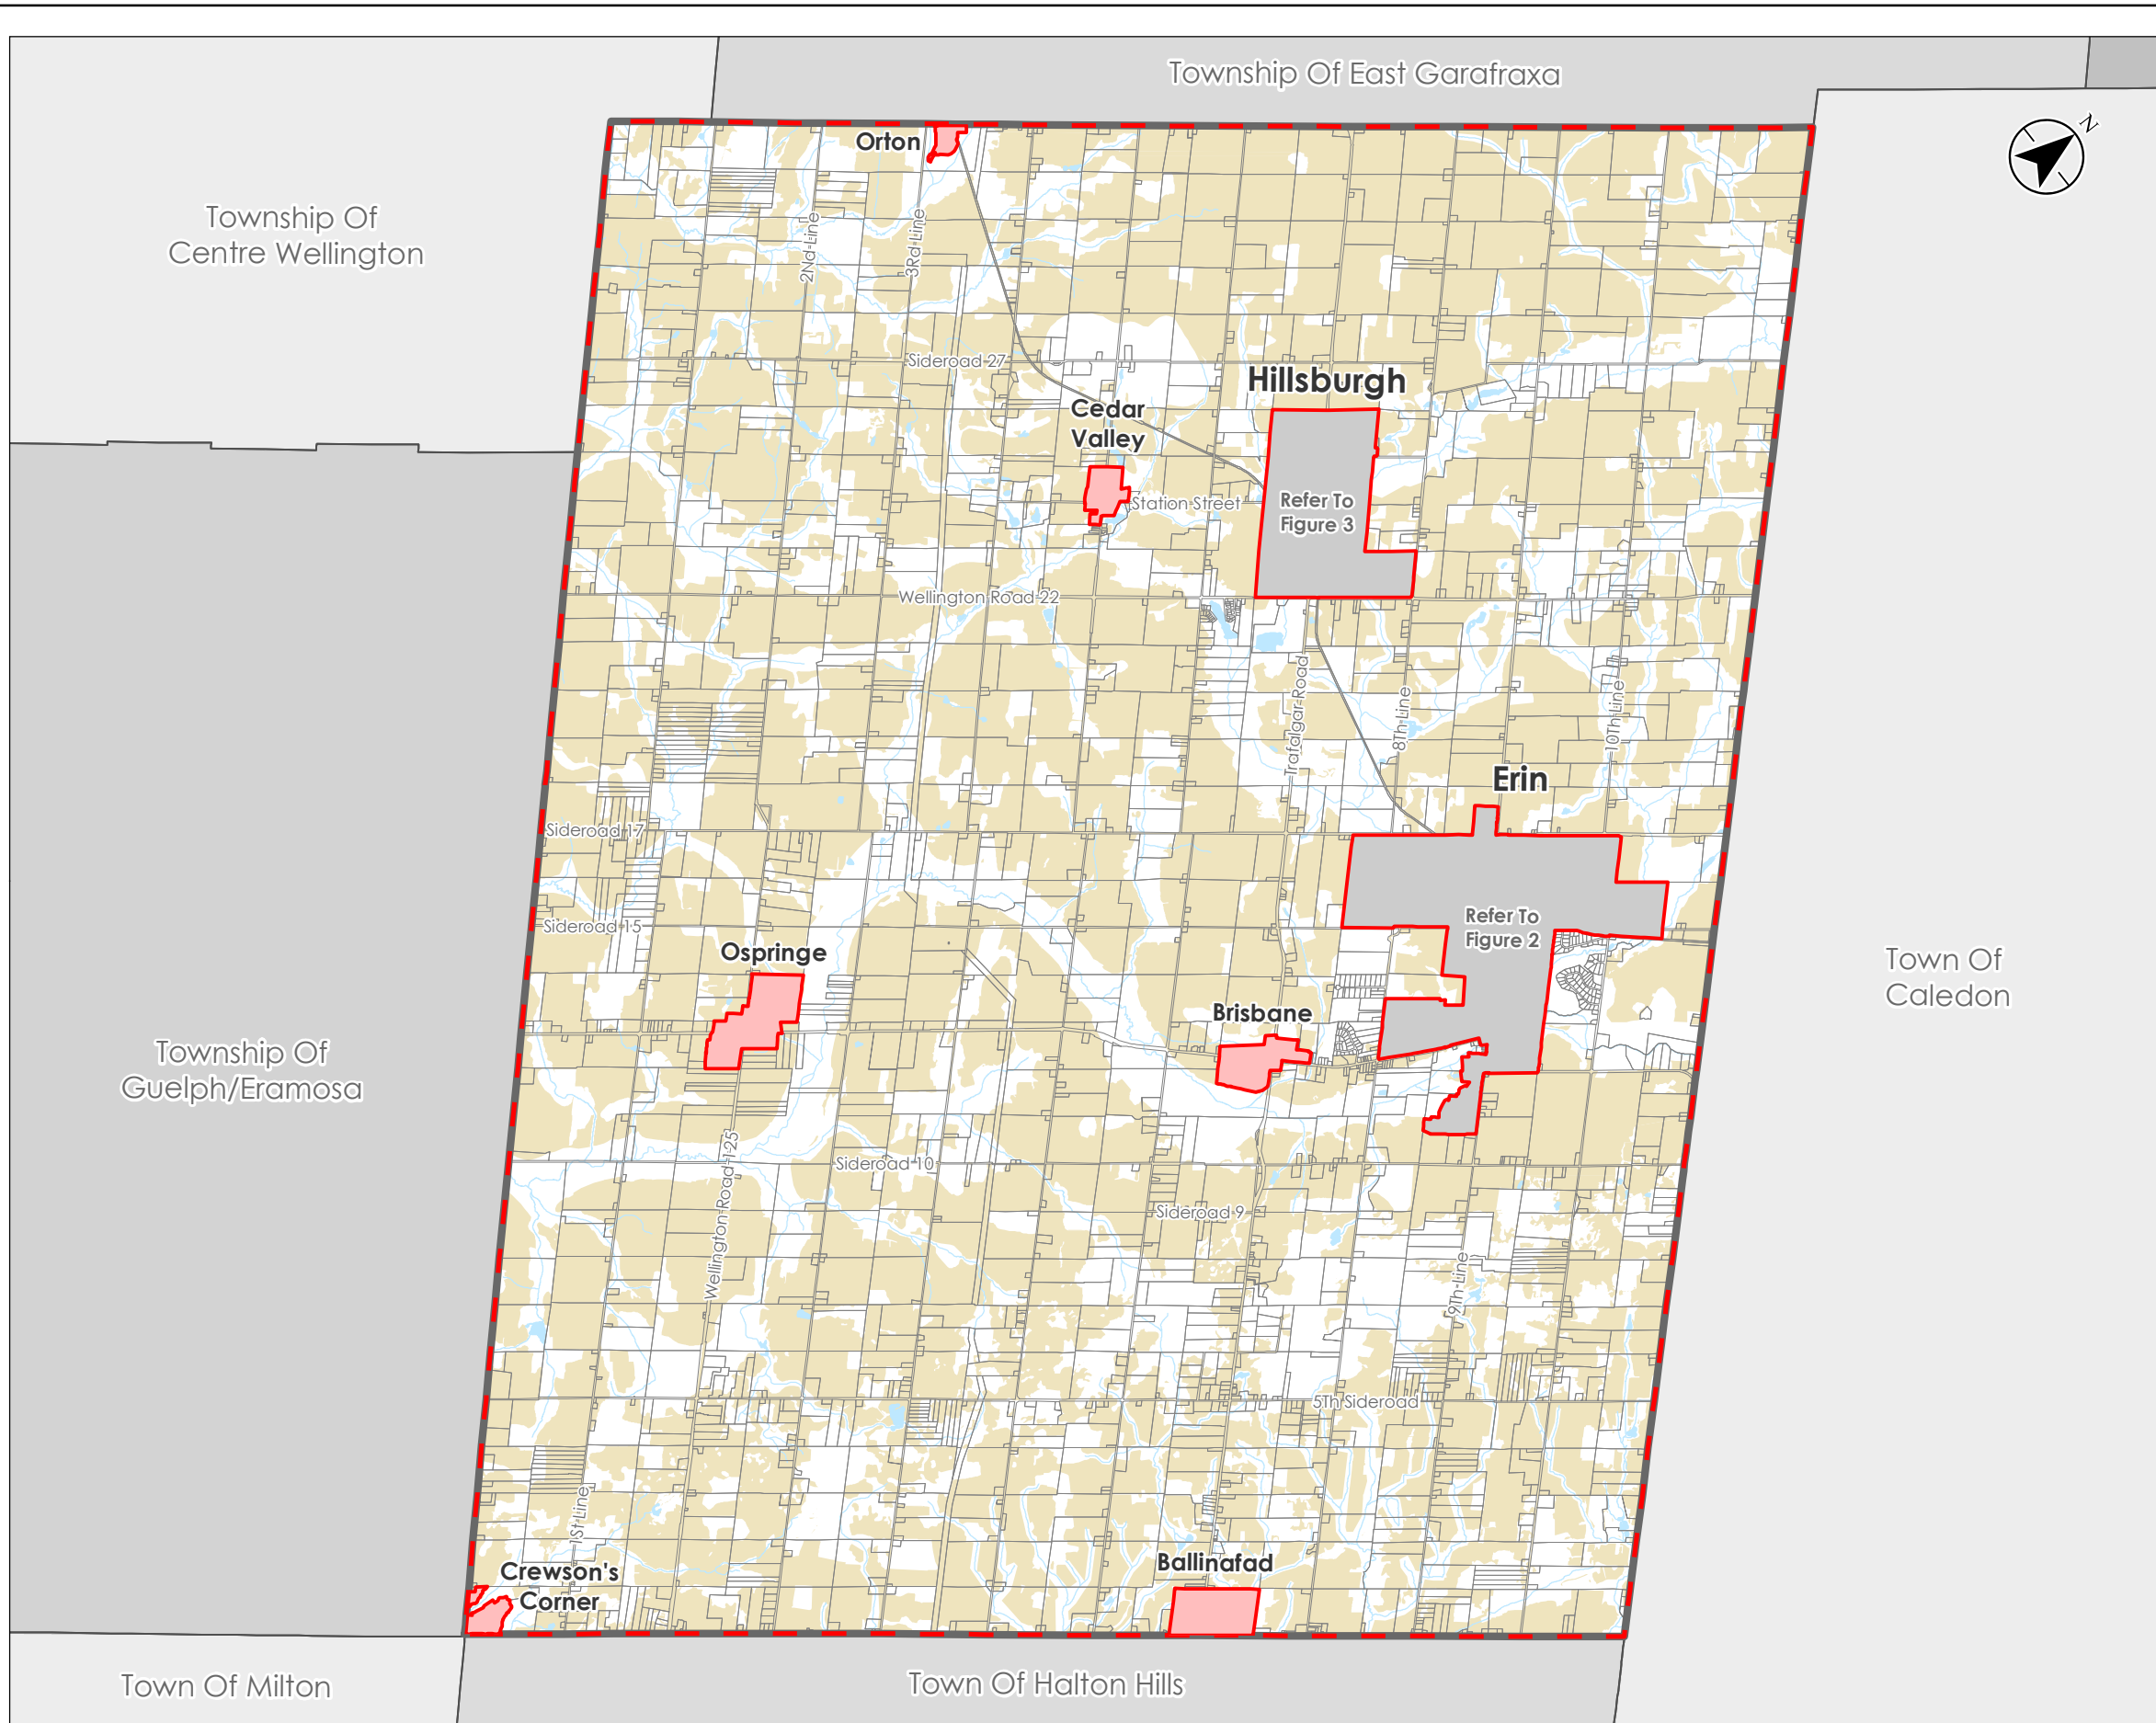 Township Of East Garafraxa
N
Orton
Township Of
Centre Wellington
2Nd Line
3Rd Line
Sideroad 27
Hillsburgh
Cedar
Valley
Refer To
Figure 3
Station Street
Wellington Road 22
Trafalgar Road
8Th Line
10Th Line
Erin
Sideroad 17
Sideroad 15
Refer To
Figure 2
Ospringe
Town Of
Caledon
Brisbane
Township Of
Guelph/Eramosa
Wellington Road 125
Sideroad 10
Sideroad 9
9Th Line
5Th Sideroad
1St Line
Crewson's
Corner
Ballinafad
Town Of Milton
Town Of Halton Hills